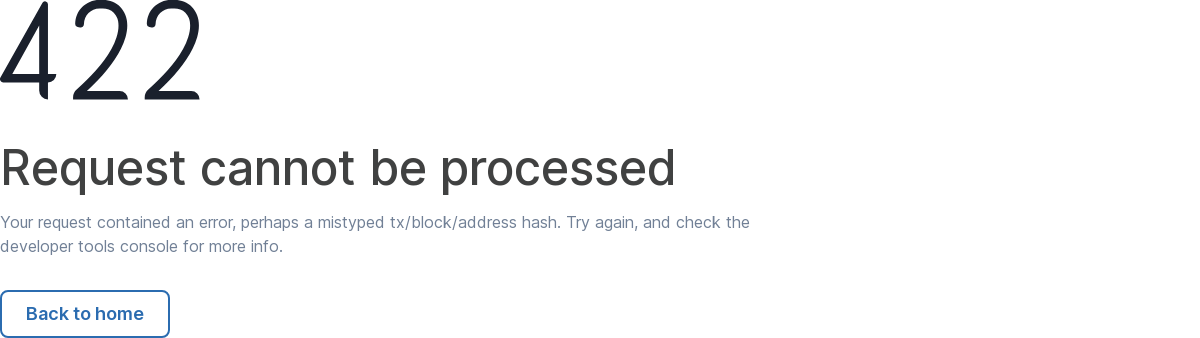 422
Request cannot be processed
Your request contained an error, perhaps a mistyped tx/block/address hash. Try again, and check the
developer tools console for more info.
Back to home